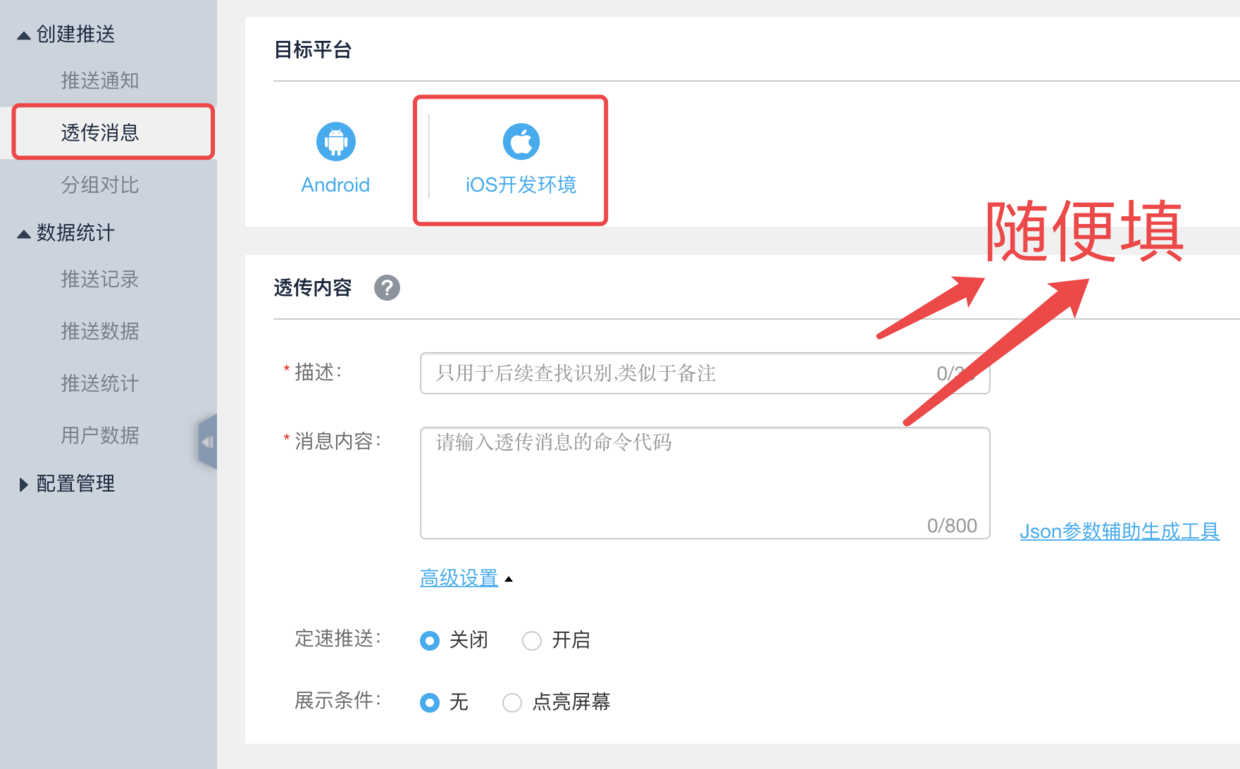 创建推送
推送通知
透传消息
分组对比
数据统计
推送记录
推送数据
推送统计
用户数据
配置管理
目标平台
Android
iOS开发环境
随便填
透传内容 ?
* 描述:
只用于后续查找识别,类似于备注
* 消息内容:
请输入透传消息的命令代码
0/800
Json参数辅助生成工具
高级设置
定速推送: 关闭 开启
展示条件: 无 点亮屏幕